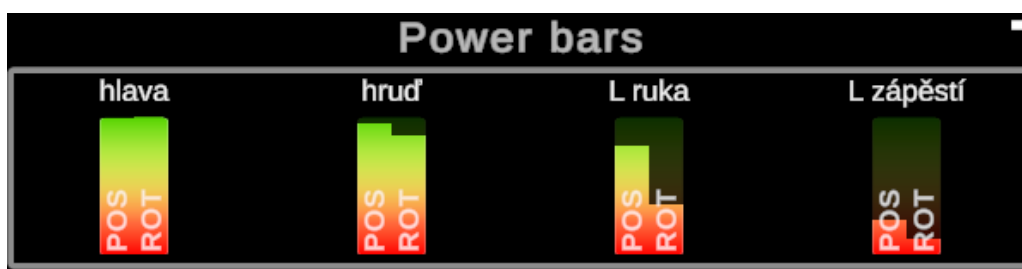 Power bars
hlava hruď L ruka L zápěstí
POS ROT POS ROT POS ROT POS ROT